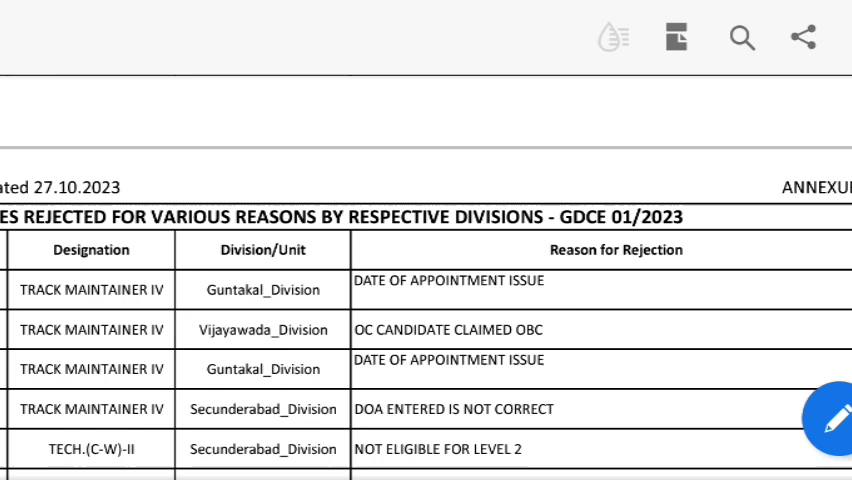 ated 27.10.2023 ANNEXU
ES REJECTED FOR VARIOUS REASONS BY RESPECTIVE DIVISIONS - GDCE 01/2023
Designation Division/Unit Reason for Rejection
TRACK MAINTAINER IV Guntakal_Division DATE OF APPOINTMENT ISSUE
TRACK MAINTAINER IV Vijayawada_Division OC CANDIDATE CLAIMED OBC
TRACK MAINTAINER IV Guntakal_Division DATE OF APPOINTMENT ISSUE
TRACK MAINTAINER IV Secunderabad_Division DOA ENTERED IS NOT CORRECT
TECH.(C-W)-II Secunderabad_Division NOT ELIGIBLE FOR LEVEL 2